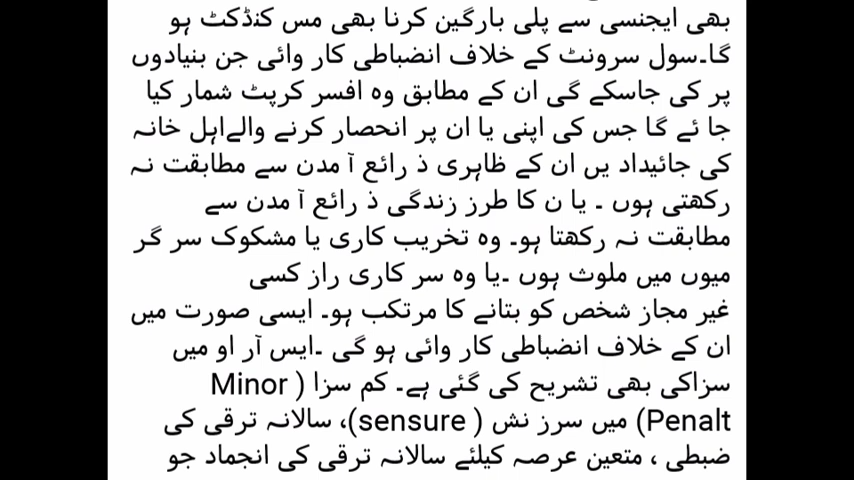 بھی ایجنسی سے پلی بارگین کرنا بھی مس کنڈکٹ ہو
گا۔سول سرونٹ کے خلاف انضباطی کار وائی جن بنیادوں
پر کی جاسکے گی ان کے مطابق وہ افسر کرپٹ شمار کیا
جا ئے گا جس کی اپنی یا ان پر انحصار کرنے والےاہل خانہ
کی جائیداد یں ان کے ظاہری ذ رائع آ مدن سے مطابقت نہ
رکھتی ہوں ۔ یا ن کا طرز زندگی ذ رائع آ مدن سے
مطابقت نہ رکھتا ہو۔ وہ تخریب کاری یا مشکوک سر گر
میوں میں ملوث ہوں ۔یا وہ سر کاری راز کسی
غیر مجاز شخص کو بتانے کا مرتکب ہو۔ ایسی صورت میں
ان کے خلاف انضباطی کار وائی ہو گی ۔ایس آر او میں
سزاکی بھی تشریح کی گئی ہے۔ کم سزا ( Minor
Penalt) میں سرز نش ( sensure)، سالانہ ترقی کی
ضبطی ، متعین عرصہ کیلئے سالانہ ترقی کی انجماد جو